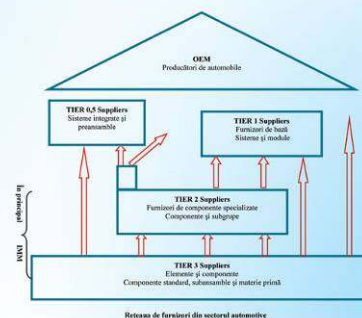 OEM
Producători de automobile
TIER 0,5 Suppliers
Sisteme integrate și
preansamble
TIER 1 Suppliers
Furnizori de bază
Sisteme și module
TIER 2 Suppliers
Furnizori de componente specializate
Componente și subgrupe
În principal
IMM
TIER 3 Suppliers
Elemente și componente
Componente standard, subansamble și materie primă
Rețeaua de furnizori din sectorul automotive